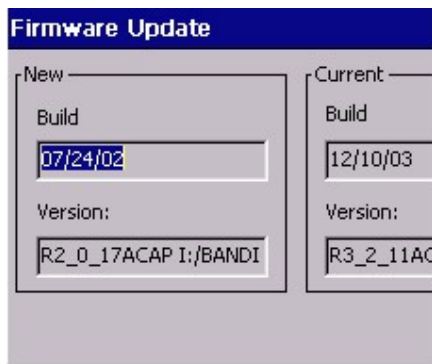 Firmware Update
New
Current
Build
Build
07/24/02
12/10/03
Version:
Version:
R2_0_17ACAP I:/BANDI
R3_2_11AC